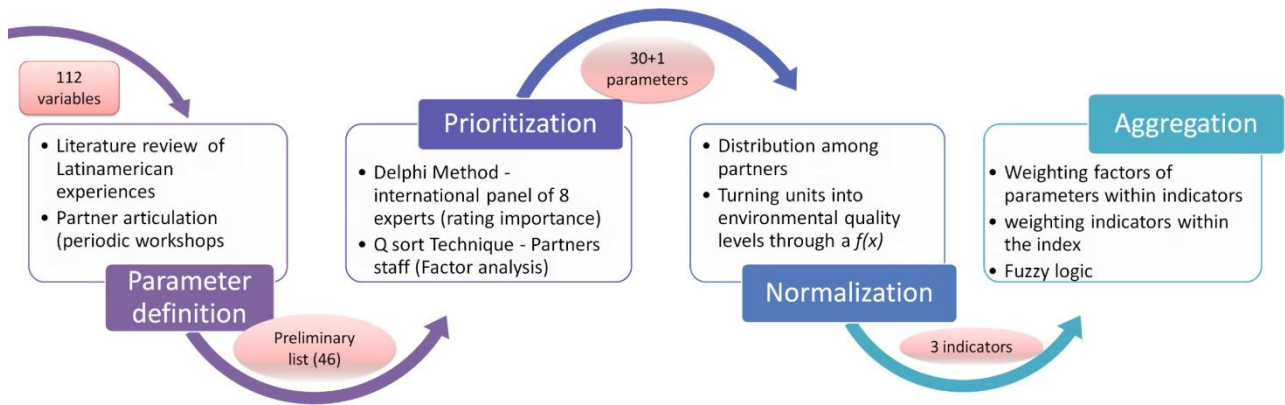 112
variables
• Literature review of
Latinamerican
experiences
• Partner articulation
(periodic workshops
Parameter
definition
Preliminary
list (46)
Prioritization
• Delphi Method -
international panel of 8
experts (rating importance)
• Q sort Technique - Partners
staff (Factor analysis)
30+1
parameters
• Distribution among
partners
• Turning units into
environmental quality
levels through a f(x)
Normalization
3 indicators
Aggregation
• Weighting factors of
parameters within indicators
• weighting indicators within
the index
• Fuzzy logic